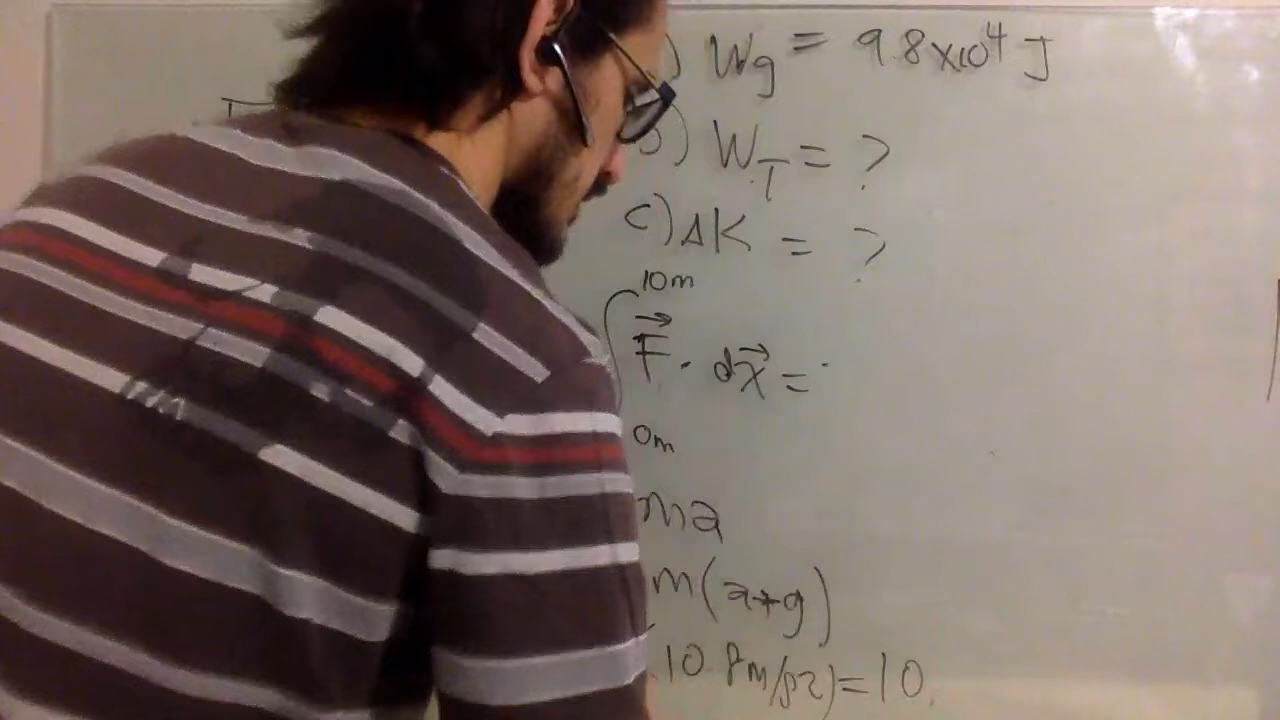 ) Wg = 9.8x10⁴ J
b) W_T = ?
c) ΔK = ?
10m
∫ F⃗ · dx⃗ =
0m
ma
m(a+g)
.10.8m/s2)=10.